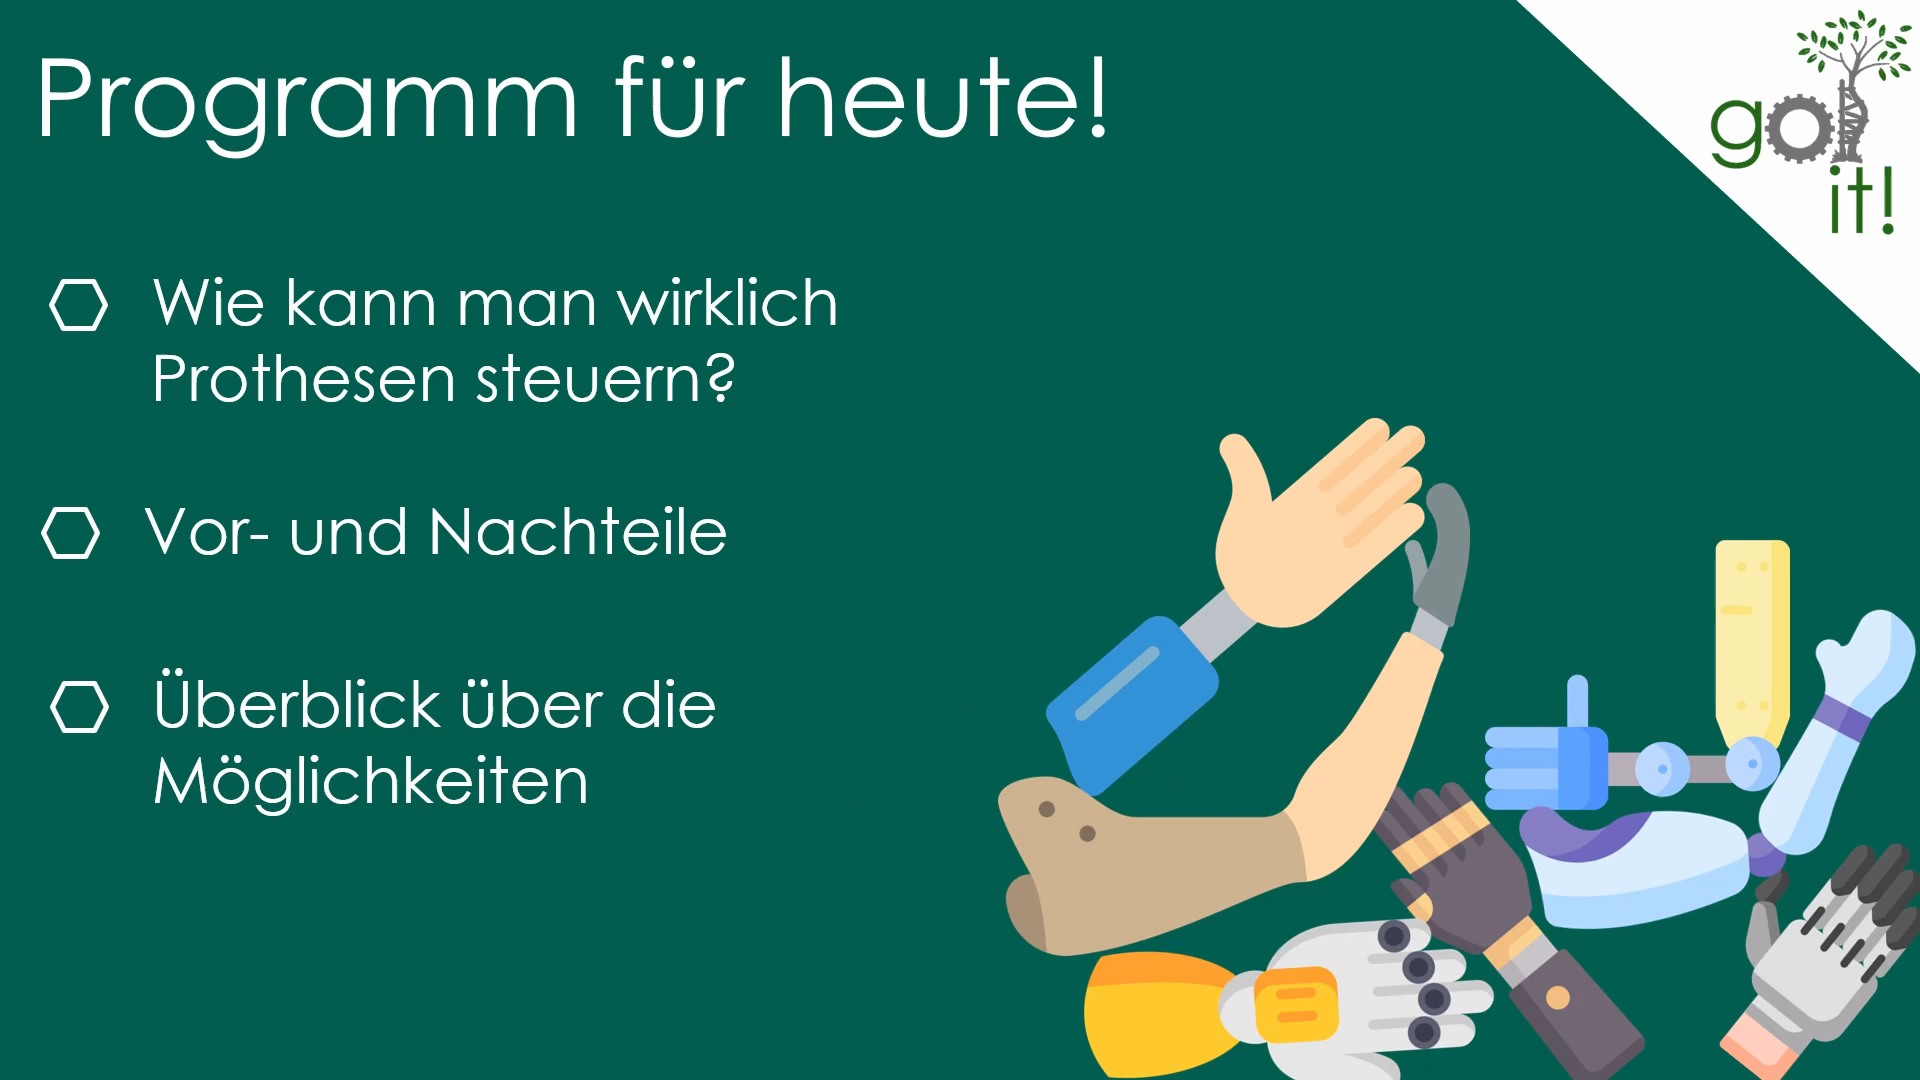 Programm für heute!
go
it!
Wie kann man wirklich
Prothesen steuern?
Vor- und Nachteile
Überblick über die
Möglichkeiten